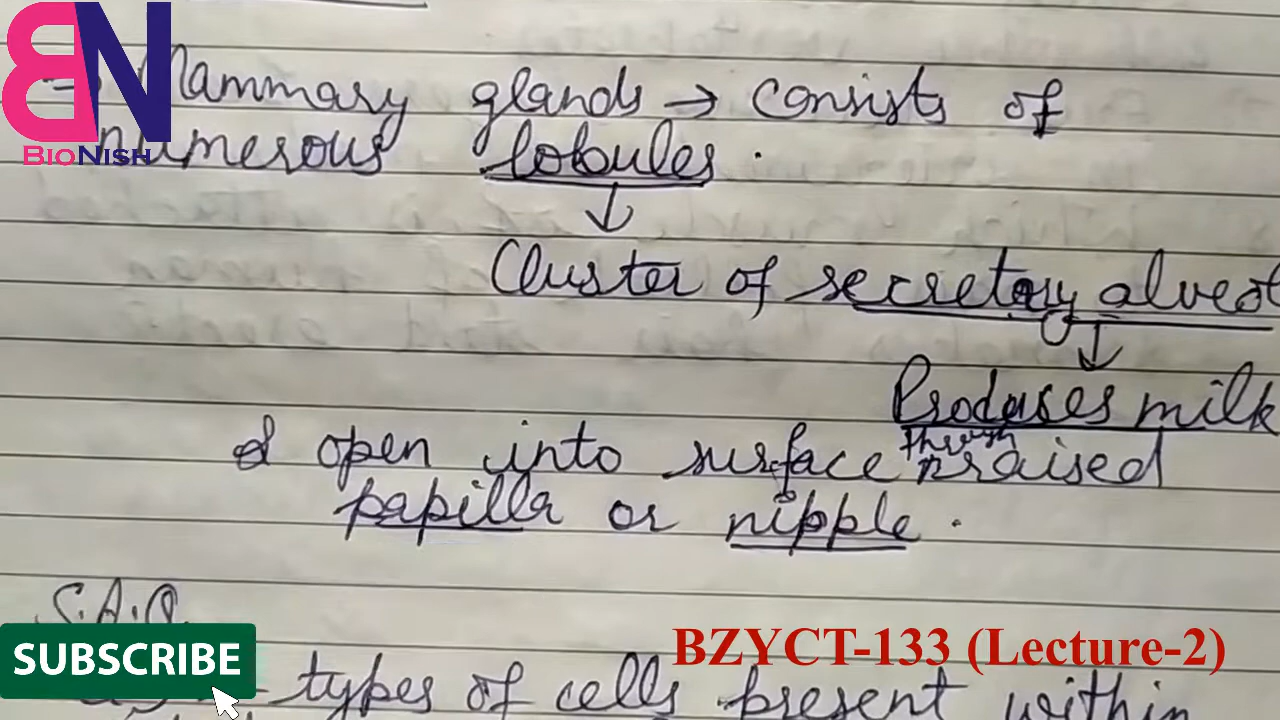 BN
BIONISH
→ Mammary glands → consists of
numerous lobules.
↓
Cluster of secretory alveol
↓
Produces milk
& open into surface through raised
papilla or nipple.
S.A.Q.
SUBSCRIBE
BZYCT-133 (Lecture-2)
types of cells present within